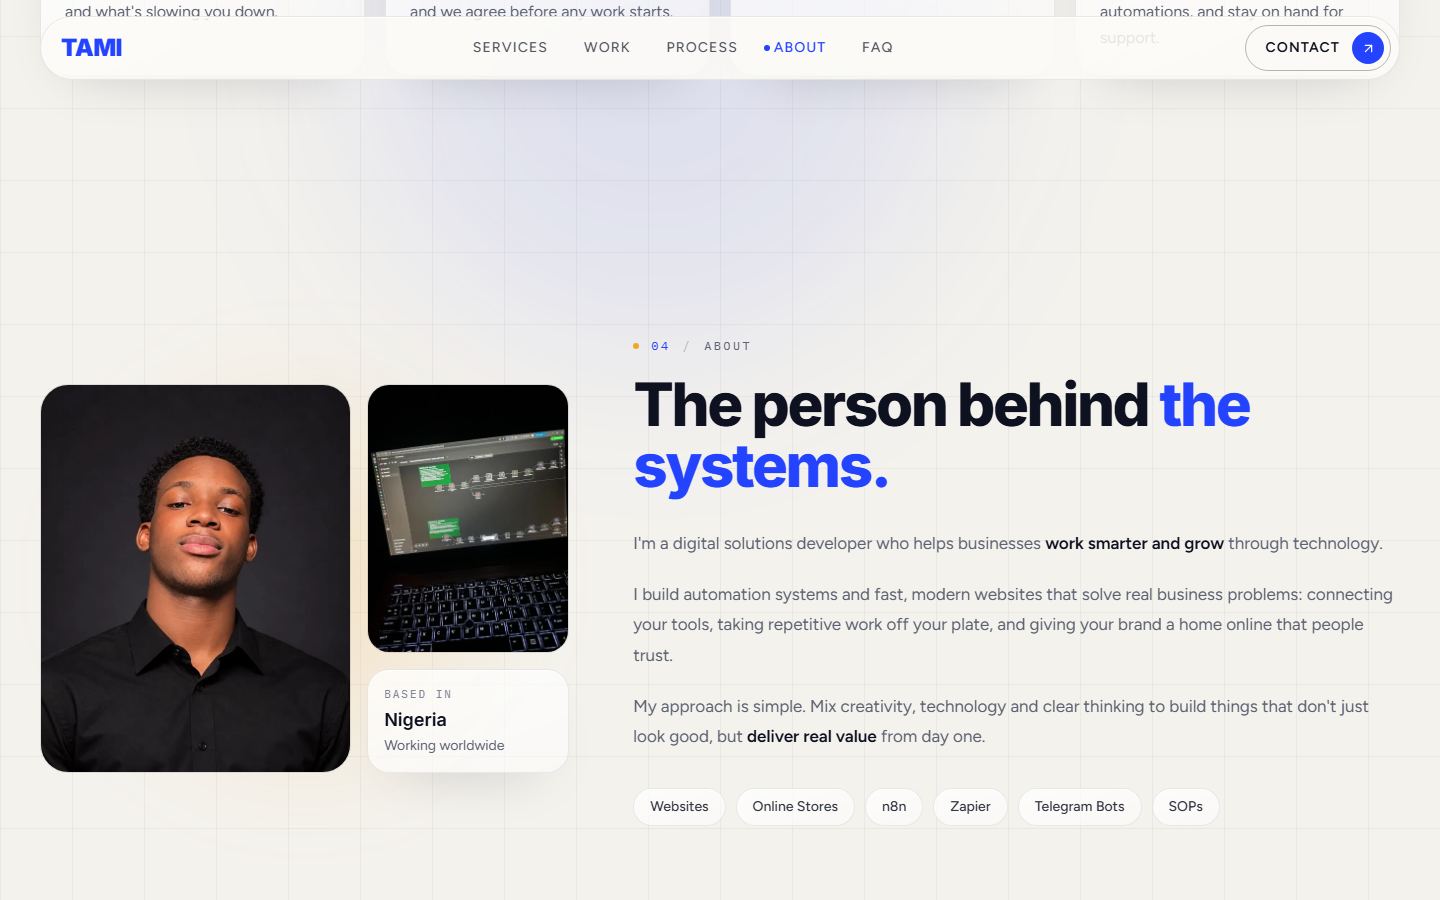 and what's slowing you down.
and we agree before any work starts.
automations, and stay on hand for
support.
TAMI
SERVICES
WORK
PROCESS
ABOUT
FAQ
CONTACT
04 / ABOUT
The person behind the
systems.
I'm a digital solutions developer who helps businesses work smarter and grow through technology.
I build automation systems and fast, modern websites that solve real business problems: connecting
your tools, taking repetitive work off your plate, and giving your brand a home online that people
trust.
My approach is simple. Mix creativity, technology and clear thinking to build things that don't just
look good, but deliver real value from day one.
BASED IN
Nigeria
Working worldwide
Websites
Online Stores
n8n
Zapier
Telegram Bots
SOPs